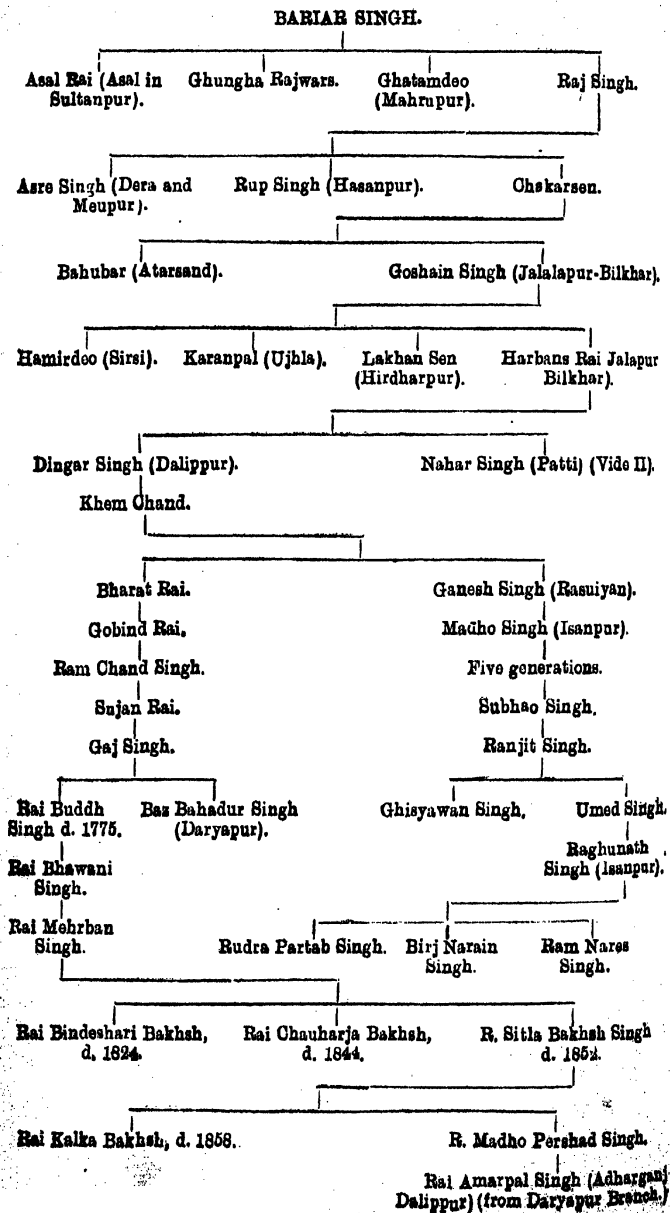 BARIAR SINGH.
Asal Rai (Asal in Sultanpur).
Ghungha Rajwars.
Ghatamdeo (Mahrupur).
Raj Singh.
Asre Singh (Dera and Meupur).
Rup Singh (Hasanpur).
Chakarsen.
Bahubar (Atarsand).
Goshain Singh (Jalalapur-Bilkhar).
Hamirdeo (Sirsi).
Karanpal (Ujhla).
Lakhan Sen (Hirdharpur).
Harbans Rai Jalapur Bilkhar).
Dingar Singh (Dalippur).
Nahar Singh (Patti) (Vide II).
Khem Chand.
Bharat Rai.
Ganesh Singh (Rasuiyan).
Gobind Rai.
Madho Singh (Isanpur).
Ram Chand Singh.
Five generations.
Sujan Rai.
Subhao Singh.
Gaj Singh.
Ranjit Singh.
Rai Buddh Singh d. 1775.
Baz Bahadur Singh (Daryapur).
Ghisyawan Singh.
Umed Singh.
Rai Bhawani Singh.
Raghunath Singh (Isanpur).
Rai Mehrban Singh.
Rudra Partab Singh.
Birj Narain Singh.
Ram Nares Singh.
Rai Bindeshari Bakhsh, d. 1824.
Rai Chauharja Bakhsh, d. 1844.
R. Sitla Bakhsh Singh d. 1852.
Rai Kalka Bakhsh, d. 1858.
R. Madho Pershad Singh.
Rai Amarpal Singh (Adharganj Dalippur) (from Daryapur Branch.)